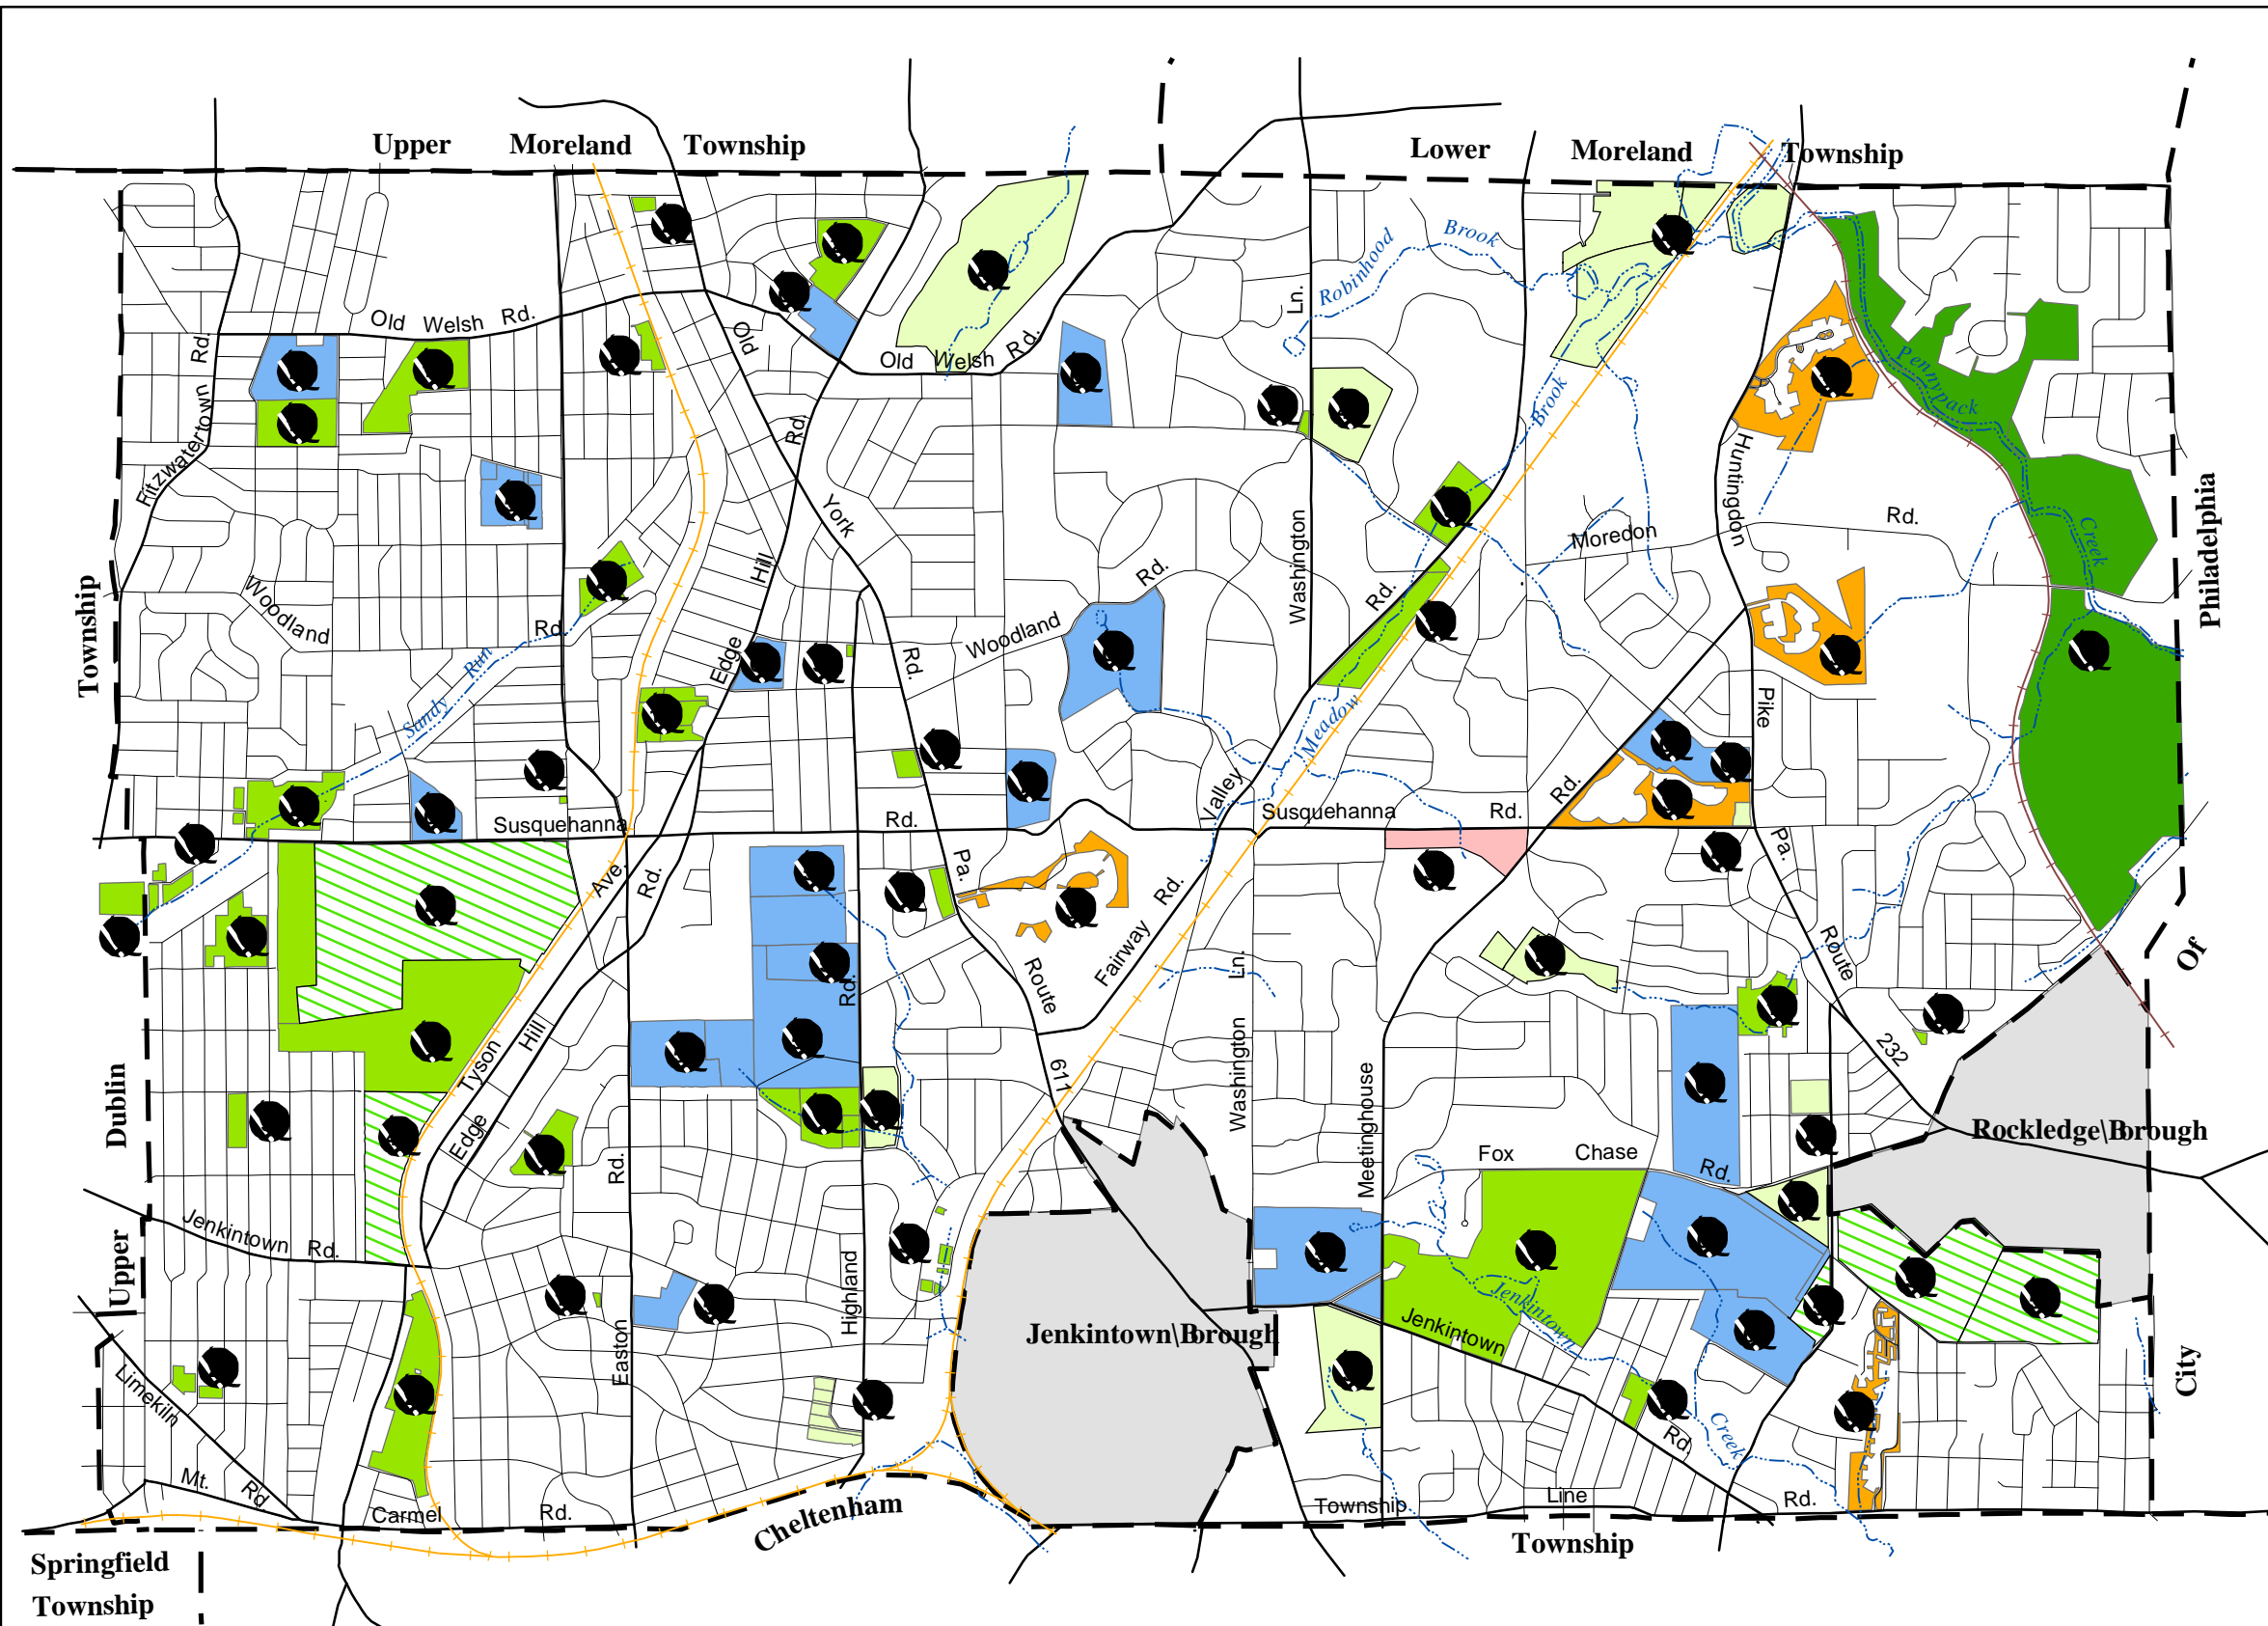 Upper Moreland Township
Lower Moreland Township
Robinhood Brook
Old Welsh Rd.
Old
Rd.
Old Welsh Rd.
Ln.
Rd.
Fitzwatertown
Brook
Pennypack
Huntingdon
York
Rd.
Moredon
Creek
Philadelphia
Washington
Hill
Rd.
Rd.
Township
Woodland
Rd.
Woodland
Rd.
Edge
Sandy Run
Pike
Meadow
Valley
Rd.
Susquehanna
Rd.
Susquehanna
Rd.
Pa.
Pa.
Ave.
Rd.
Rd.
Fairway
Route
Route
Of
Ln.
Rd.
Hill
Tyson
611
232
Washington
Dublin
Edge
Meetinghouse
Rockledge\Borough
Fox Chase
Rd.
Rd.
Jenkintown Rd.
Upper
Highland
Easton
Jenkintown
Jenkintown\Borough
Jenkintown
City
Limekiln
Rd.
Creek
Mt.
Rd
Carmel
Rd.
Cheltenham
Township
Line
Rd.
Township
Springfield
Township